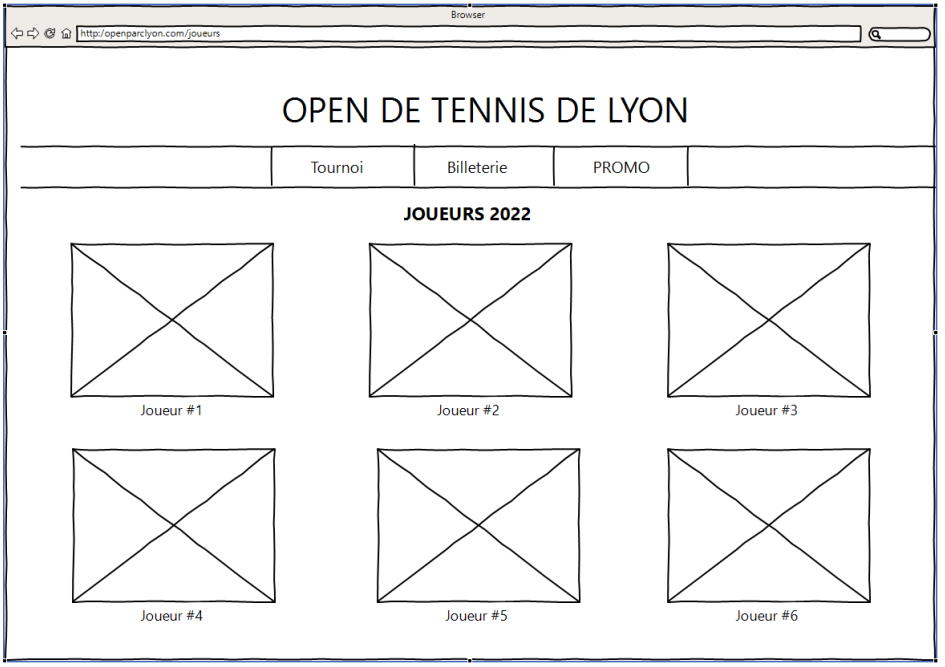 Browser
http:/openparclyon.com/joueurs
OPEN DE TENNIS DE LYON
Tournoi Billeterie PROMO
JOUEURS 2022
Joueur #1 Joueur #2 Joueur #3
Joueur #4 Joueur #5 Joueur #6